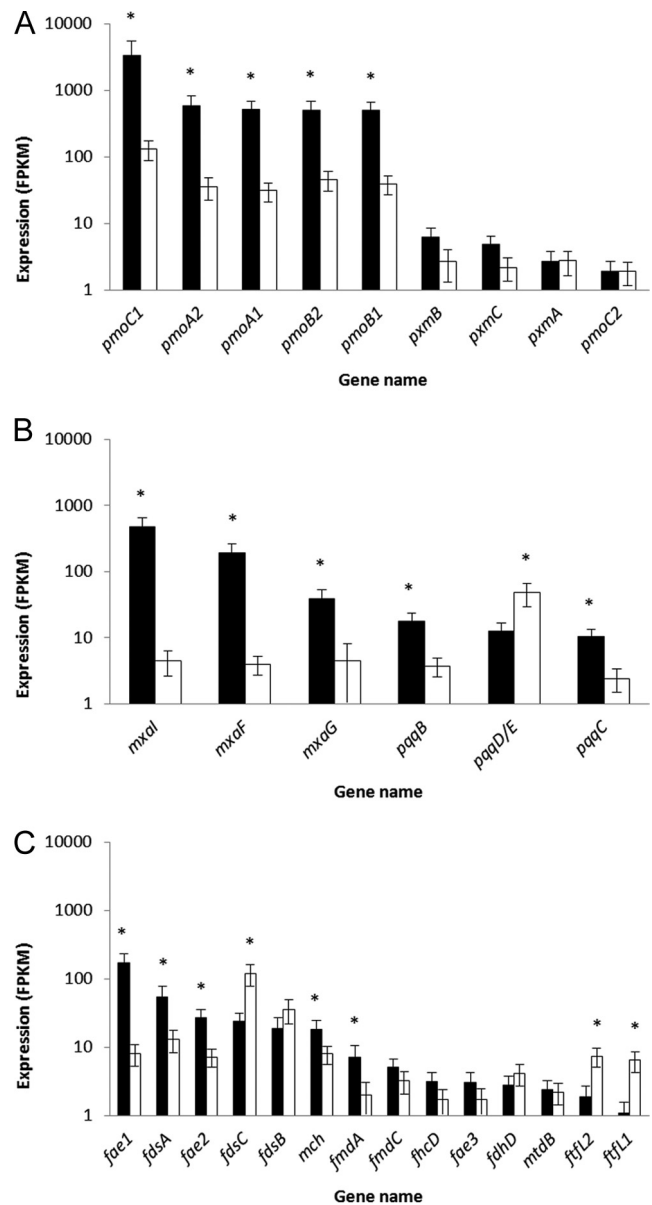 A
Expression (FPKM)
10000
1000
100
10
1
* * * * *
pmoC1 pmoA2 pmoA1 pmoB2 pmoB1 pxmB pxmC pxmA pmoC2
Gene name
B
Expression (FPKM)
10000
1000
100
10
1
* * * * * *
mxaI mxaF mxaG pqqB pqqD/E pqqC
Gene name
C
Expression (FPKM)
10000
1000
100
10
1
* * * * * * * *
fae1 fdsA fae2 fdsC fdsB mch fmdA fmdC fhcD fae3 fdhD mtdB ftfL2 ftfL1
Gene name